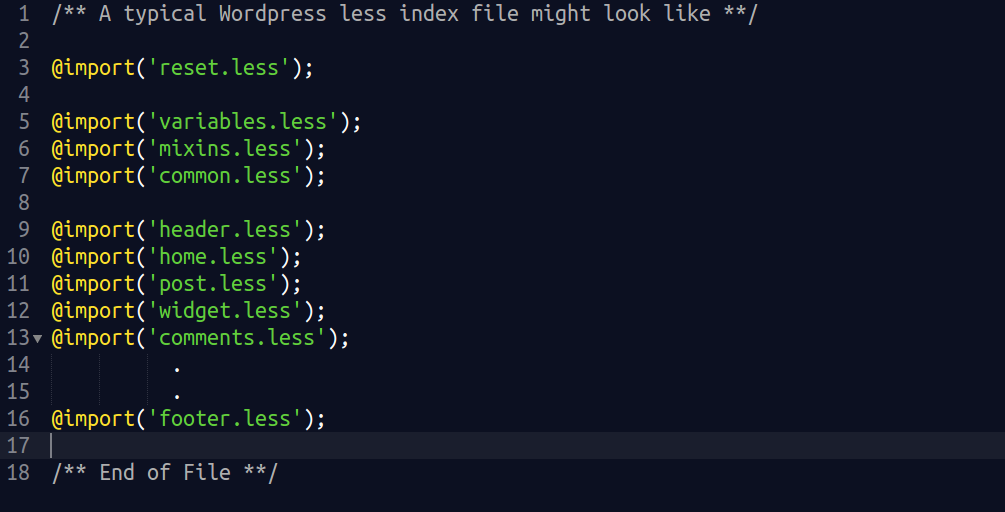 1 /** A typical Wordpress less index file might look like **/
2
3 @import('reset.less');
4
5 @import('variables.less');
6 @import('mixins.less');
7 @import('common.less');
8
9 @import('header.less');
10 @import('home.less');
11 @import('post.less');
12 @import('widget.less');
13 @import('comments.less');
14 .
15 .
16 @import('footer.less');
17
18 /** End of File **/